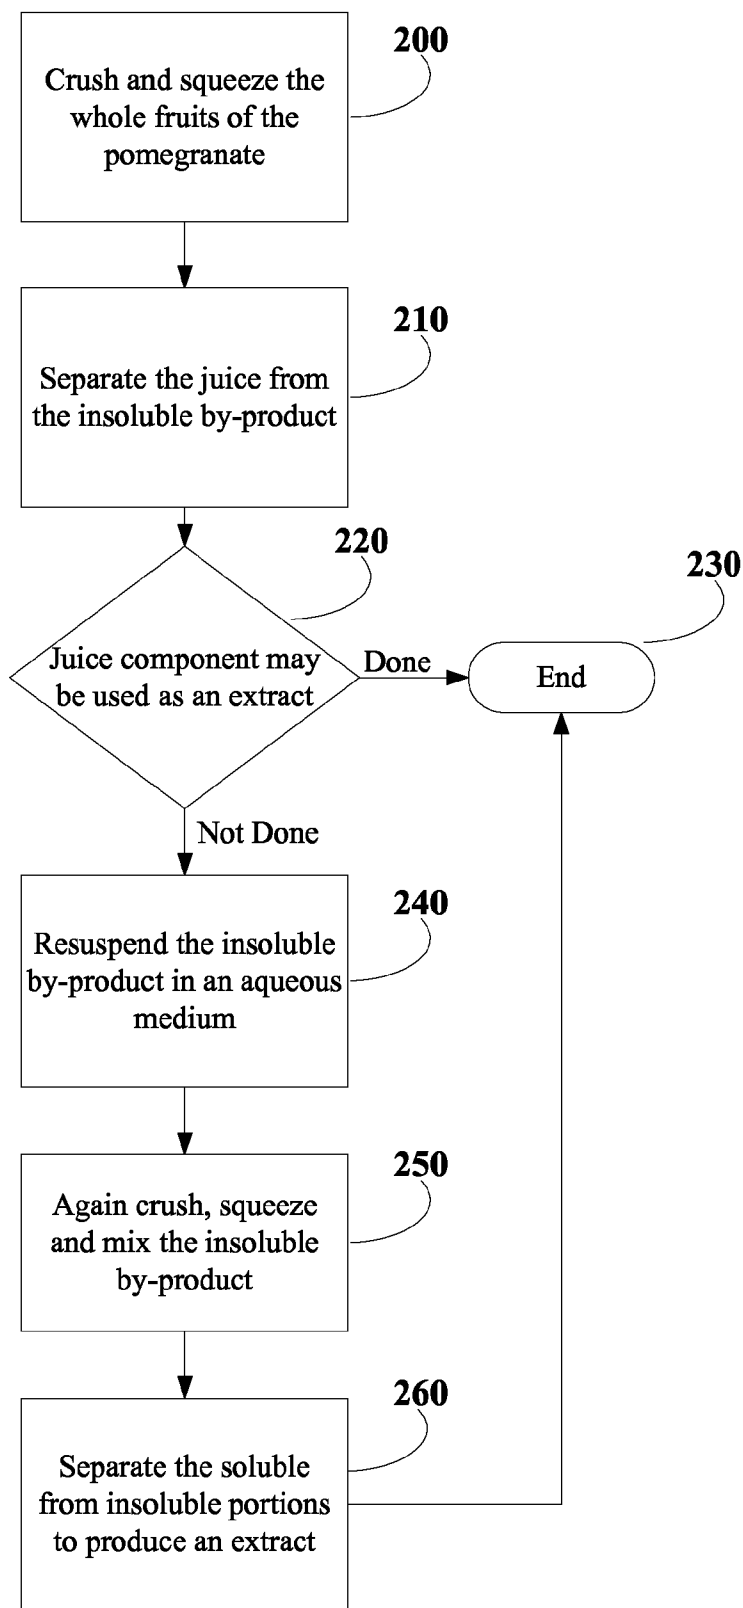 200
Crush and squeeze the
whole fruits of the
pomegranate
210
Separate the juice from
the insoluble by-product
220
Juice component may
be used as an extract
Done
230
End
Not Done
240
Resuspend the insoluble
by-product in an aqueous
medium
250
Again crush, squeeze
and mix the insoluble
by-product
260
Separate the soluble
from insoluble portions
to produce an extract